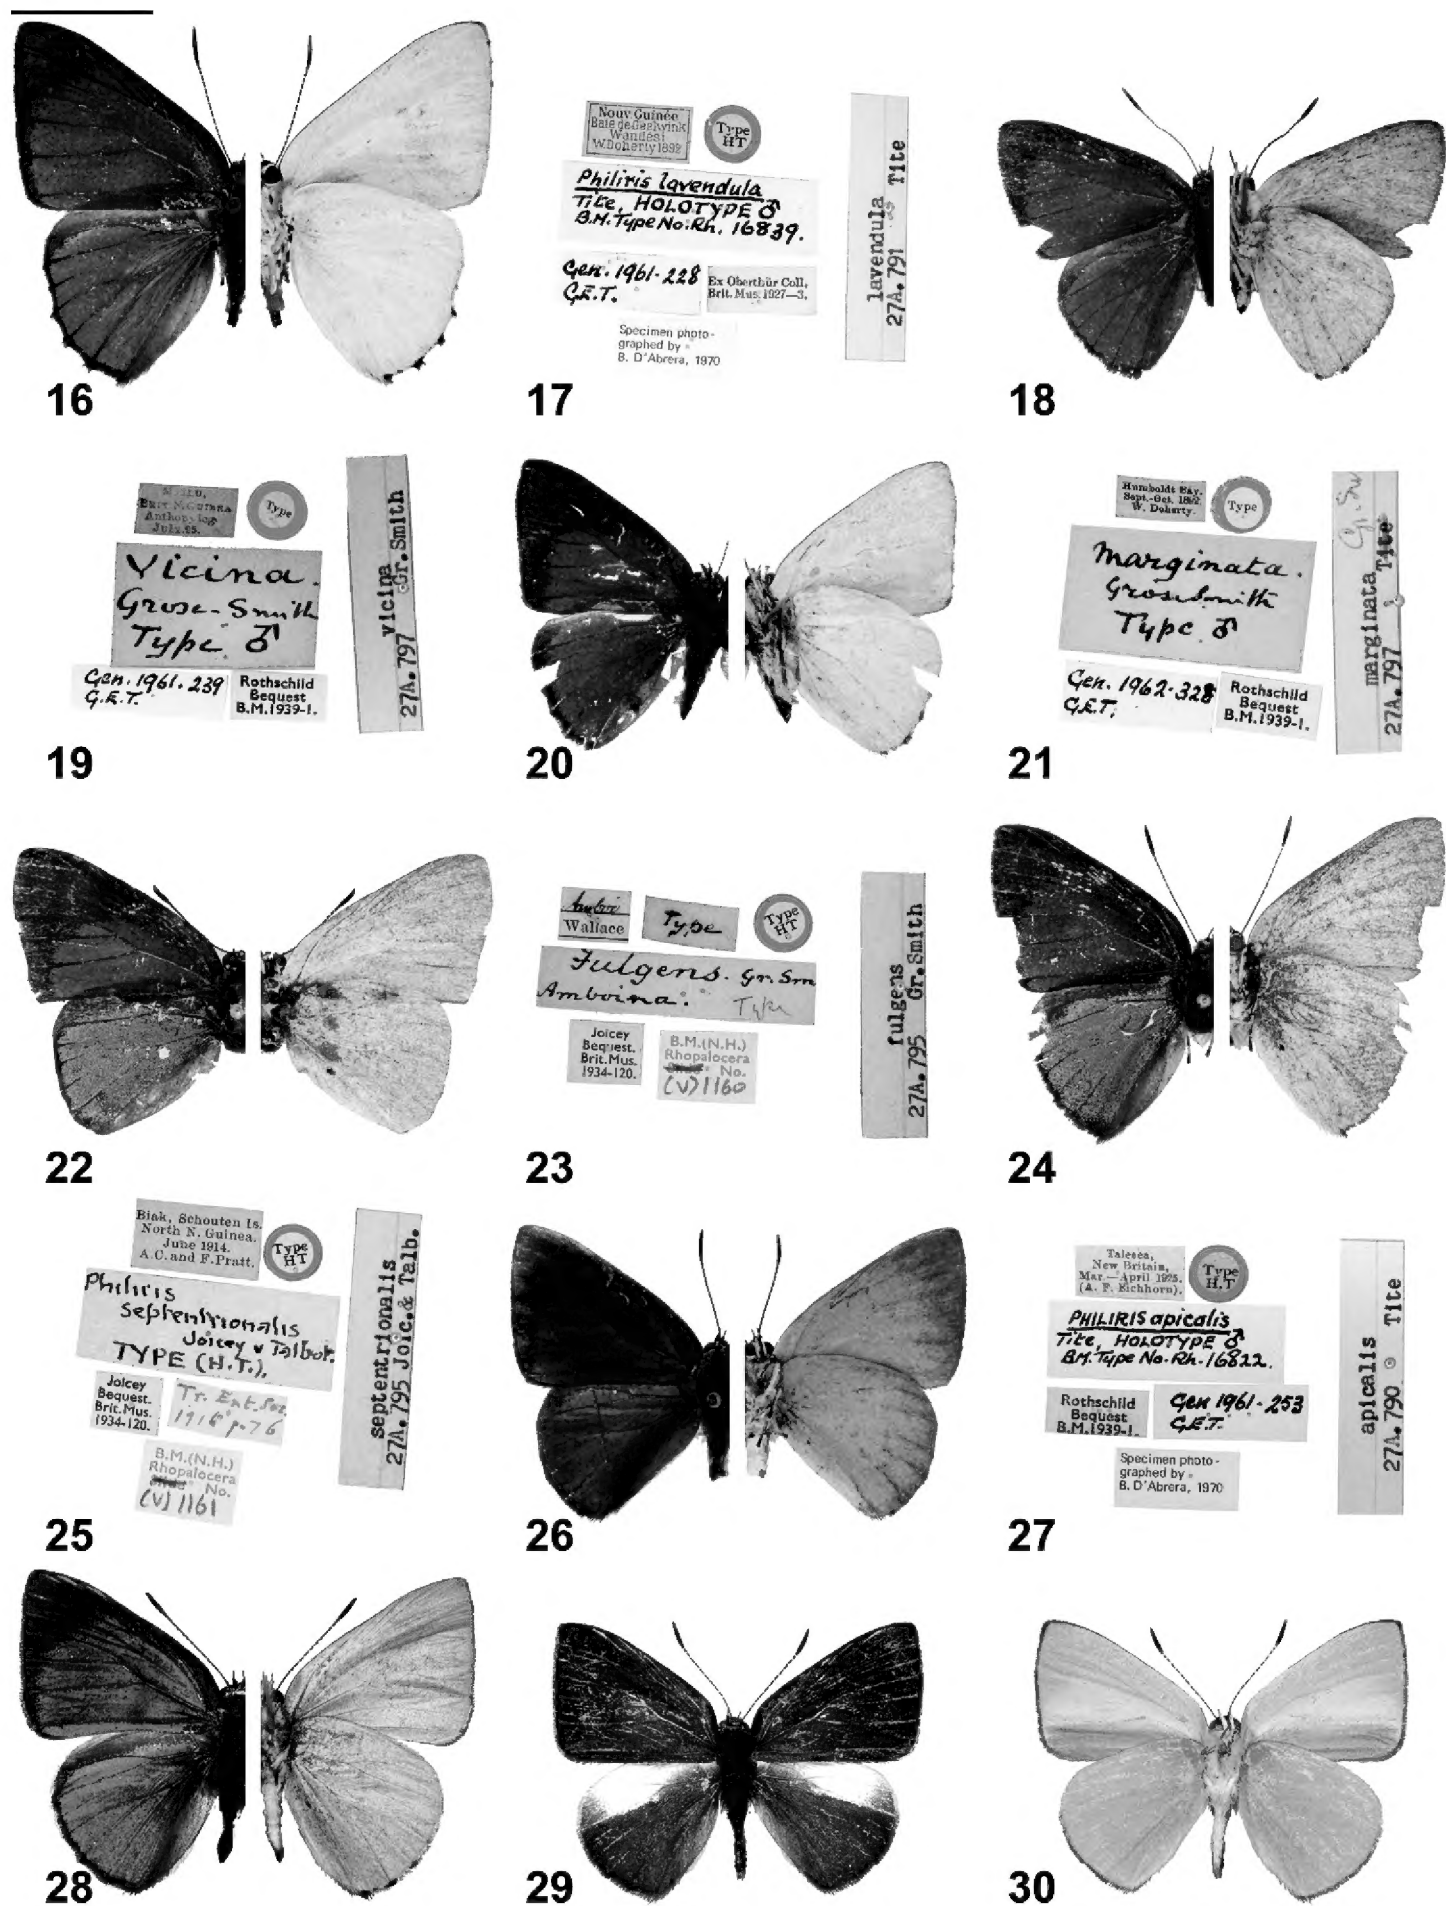 16
Nouv. Guinée
Baie de Geelwink
Wandesi
W. Doherty 1892
Type
HT
Philiris lavendula
Tite, HOLOTYPE ♂
B.M. Type No. Rh. 16839.
Gen. 1961-228
G.E.T.
Ex Oberthür Coll.
Brit. Mus. 1927—3.
Specimen photo-
graphed by
B. D'Abrera, 1970
lavendula
27A. 791 Tite
17
18
Brit. N. Guinea
Anthony
Type
Vicina.
Grose-Smith
Type. ♂
Gen. 1961. 239
G.E.T.
Rothschild
Bequest
B.M.1939-1.
vicina
27A. 797 Gr.Smith
19
20
Humboldt Bay.
Sept.-Oct. 1892.
W. Doherty.
Type
Marginata.
Grose Smith
Type. ♂
Gen. 1962-328
G.E.T.
Rothschild
Bequest
B.M.1939-1.
Gr. Sm
marginata
27A. 797 Tite
21
22
Wallace
Type
Type
HT
Fulgens. Gr. Sm
Amboina. Type
Joicey
Bequest.
Brit. Mus.
1934-120.
B.M.(N.H.)
Rhopalocera
No.
(V) 1160
fulgens
27A. 795 Gr.Smith
23
24
Biak, Schouten Is.
North N. Guinea.
June 1914.
A.C. and F. Pratt.
Type
HT
Philiris
septentrionalis
Joicey & Talbot.
TYPE (H.T.).
Joicey
Bequest.
Brit. Mus.
1934-120.
Tr. Ent. Soc.
1916 p. 76
B.M.(N.H.)
Rhopalocera
No.
(V) 1161
septentrionalis
27A. 795 Joic.& Talb.
25
26
Talesea,
New Britain,
Mar.—April 1925.
(A. F. Eichhorn).
Type
H.T
PHILIRIS apicalis
Tite, HOLOTYPE ♂
B.M. Type No. Rh. 16822.
Rothschild
Bequest
B.M.1939-1.
Gen 1961-253
G.E.T.
Specimen photo-
graphed by
B. D'Abrera, 1970
apicalis
27A. 790 Tite
27
28
29
30